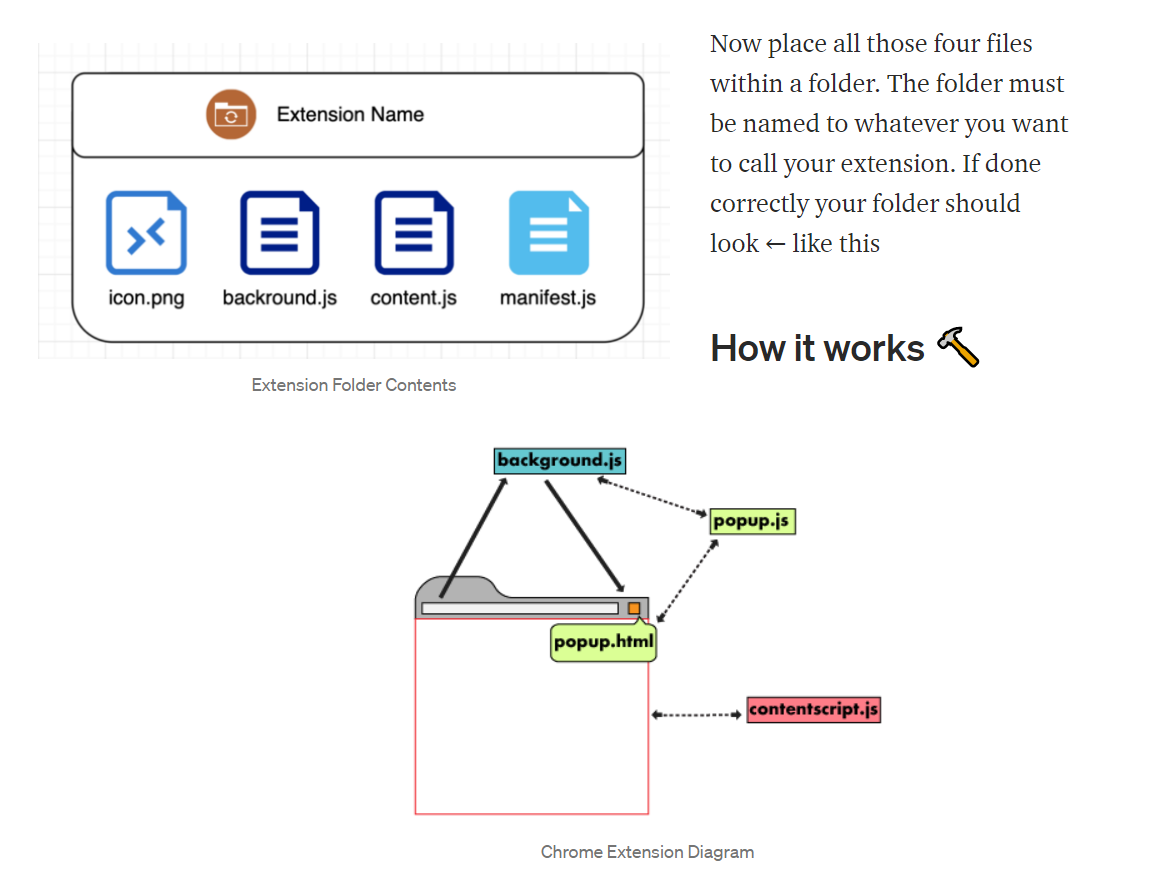 Extension Name
icon.png
backround.js
content.js
manifest.js
Extension Folder Contents
Now place all those four files
within a folder. The folder must
be named to whatever you want
to call your extension. If done
correctly your folder should
look ← like this
How it works 🔨
background.js
popup.js
popup.html
contentscript.js
Chrome Extension Diagram